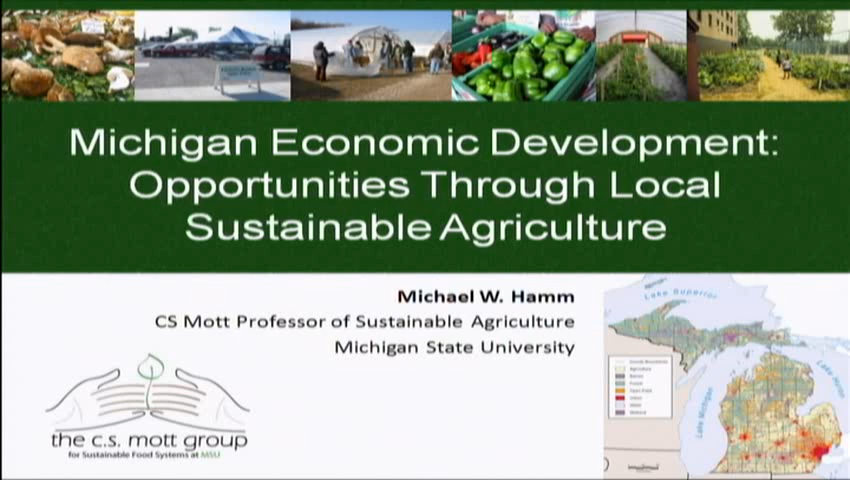 Michigan Economic Development:
Opportunities Through Local
Sustainable Agriculture
Michael W. Hamm
CS Mott Professor of Sustainable Agriculture
Michigan State University
the c.s. mott group
for Sustainable Food Systems at MSU
Lake Superior
Lake Michigan
Lake Huron